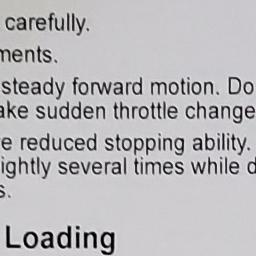 carefully.
ments.
steady forward motion. Do
ake sudden throttle change
e reduced stopping ability.
ightly several times while d
s.
Loading